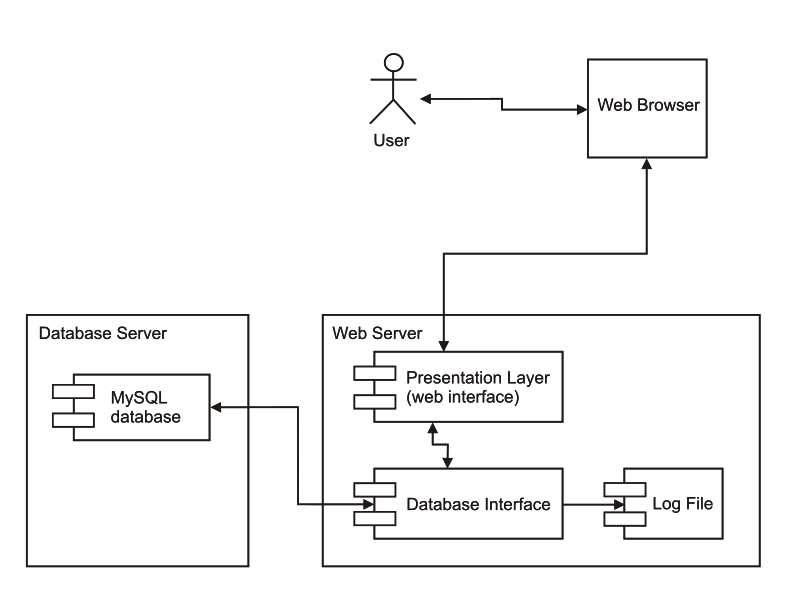 User
Web Browser
Database Server
MySQL
database
Web Server
Presentation Layer
(web interface)
Database Interface
Log File